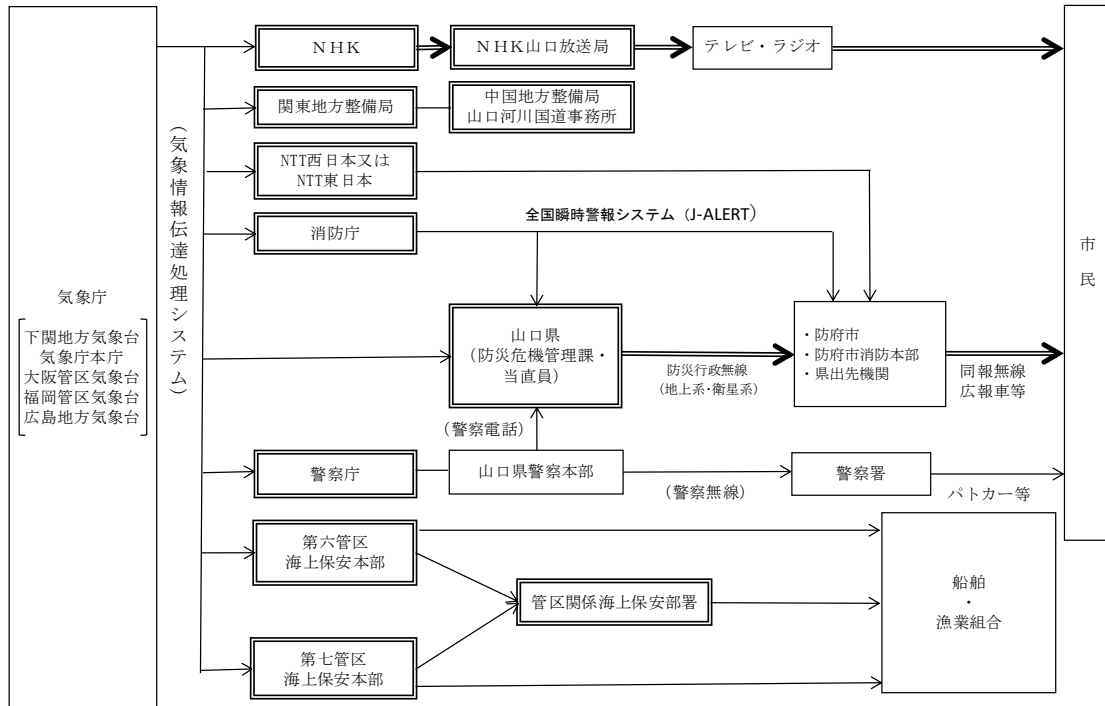 気象庁
下関地方気象台
気象庁本庁
大阪管区気象台
福岡管区気象台
広島地方気象台
(気象情報伝達処理システム)
NHK
NHK山口放送局
テレビ・ラジオ
関東地方整備局
中国地方整備局
山口河川国道事務所
NTT西日本又は
NTT東日本
消防庁
全国瞬時警報システム（J-ALERT）
山口県
（防災危機管理課・
当直員）
防災行政無線
（地上系・衛星系）
・防府市
・防府市消防本部
・県出先機関
同報無線
広報車等
市民
（警察電話）
警察庁
山口県警察本部
（警察無線）
警察署
パトカー等
第六管区
海上保安本部
管区関係海上保安部署
第七管区
海上保安本部
船舶
・
漁業組合